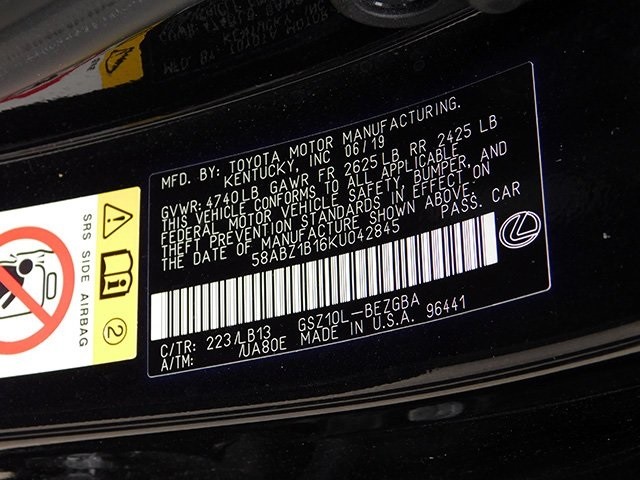 MFD. BY: TOYOTA MOTOR MANUFACTURING.
KENTUCKY, INC 06/19
GVWR: 4740LB GAWR FR 2625 LB RR 2425 LB
THIS VEHICLE CONFORMS TO ALL APPLICABLE
FEDERAL MOTOR VEHICLE SAFETY, BUMPER, AND
THEFT PREVENTION STANDARDS IN EFFECT ON
THE DATE OF MANUFACTURE SHOWN ABOVE.
58ABZ1B16KU042845 PASS. CAR
C/TR: 223/LB13 GSZ10L-BEZGBA
A/TM: /UA80E MADE IN U.S.A. 96441
SRS SIDE AIRBAG
2